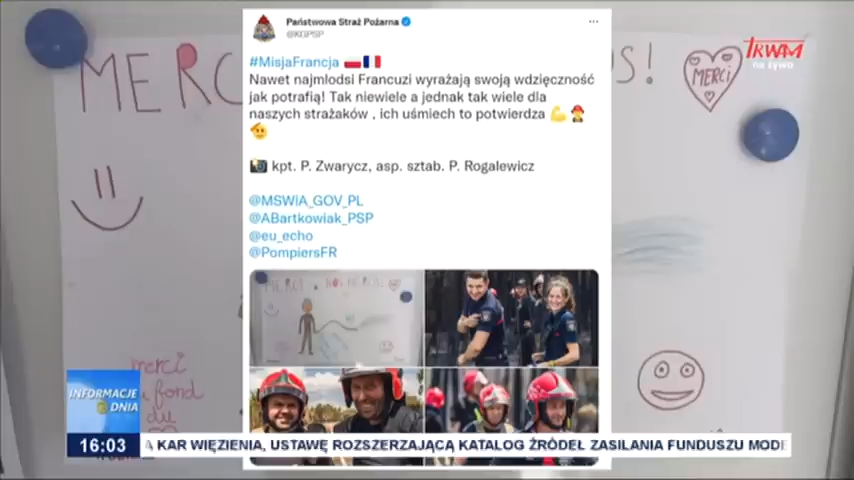 Państwowa Straż Pożarna
@KGPSP
#MisjaFrancja
Nawet najmłodsi Francuzi wyrażają swoją wdzięczność
jak potrafią! Tak niewiele a jednak tak wiele dla
naszych strażaków , ich uśmiech to potwierdza
kpt. P. Zwarycz, asp. sztab. P. Rogalewicz
@MSWiA_GOV_PL
@ABartkowiak_PSP
@eu_echo
@PompiersFR
MERC
S!
MERCI
TRWAM
na żywo
MERCI
merci
fond
du
INFORMACJE
DNIA
16:03
A KAR WIĘZIENIA, USTAWĘ ROZSZERZAJĄCĄ KATALOG ŹRÓDEŁ ZASILANIA FUNDUSZU MODE